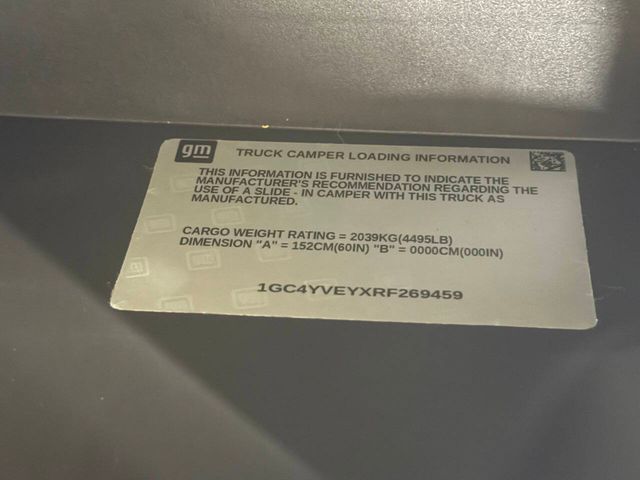 gm
TRUCK CAMPER LOADING INFORMATION
THIS INFORMATION IS FURNISHED TO INDICATE THE
MANUFACTURER'S RECOMMENDATION REGARDING THE
USE OF A SLIDE - IN CAMPER WITH THIS TRUCK AS
MANUFACTURED.
CARGO WEIGHT RATING = 2039KG(4495LB)
DIMENSION "A" = 152CM(60IN) "B" = 0000CM(000IN)
1GC4YVEYXRF269459